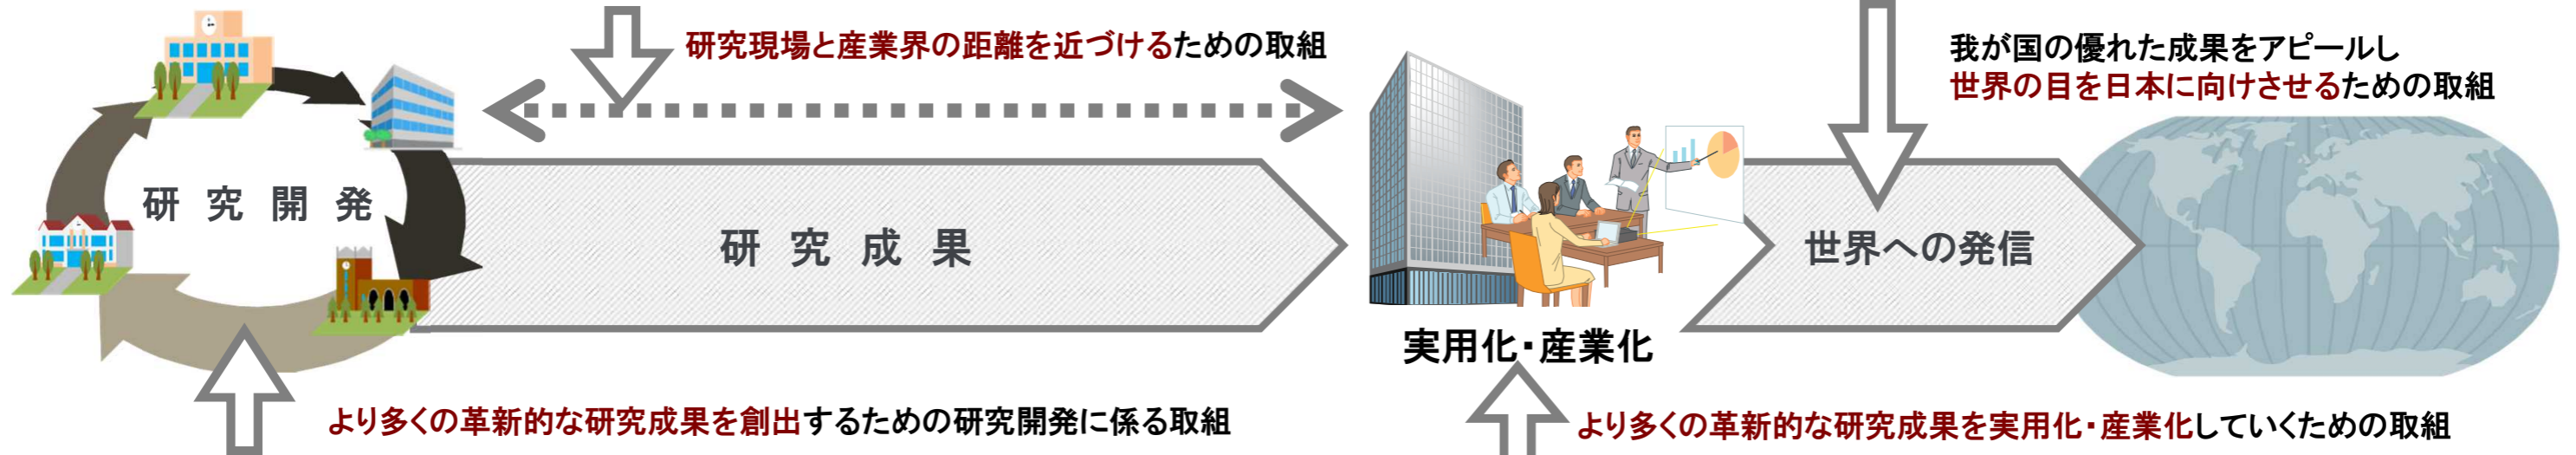 研究現場と産業界の距離を近づけるための取組
我が国の優れた成果をアピールし
世界の目を日本に向けさせるための取組
研究開発
研究成果
世界への発信
実用化・産業化
より多くの革新的な研究成果を創出するための研究開発に係る取組
より多くの革新的な研究成果を実用化・産業化していくための取組